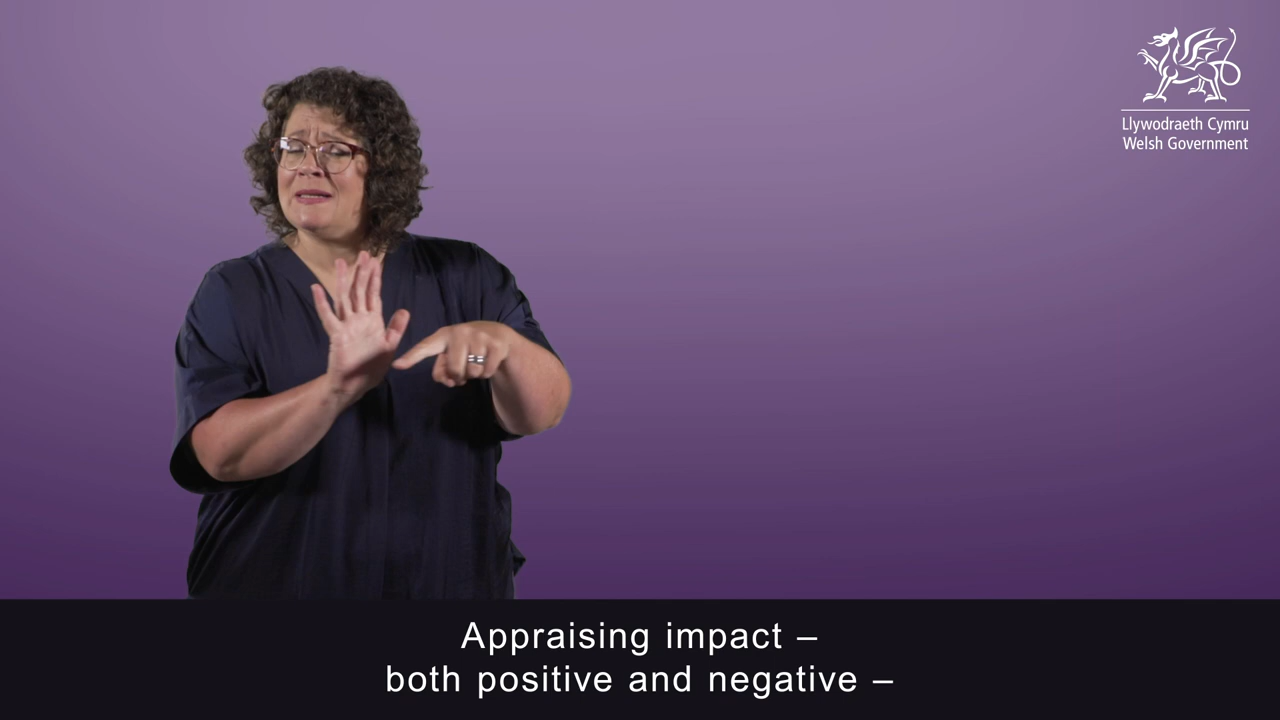 Llywodraeth Cymru
Welsh Government
Appraising impact –
both positive and negative –